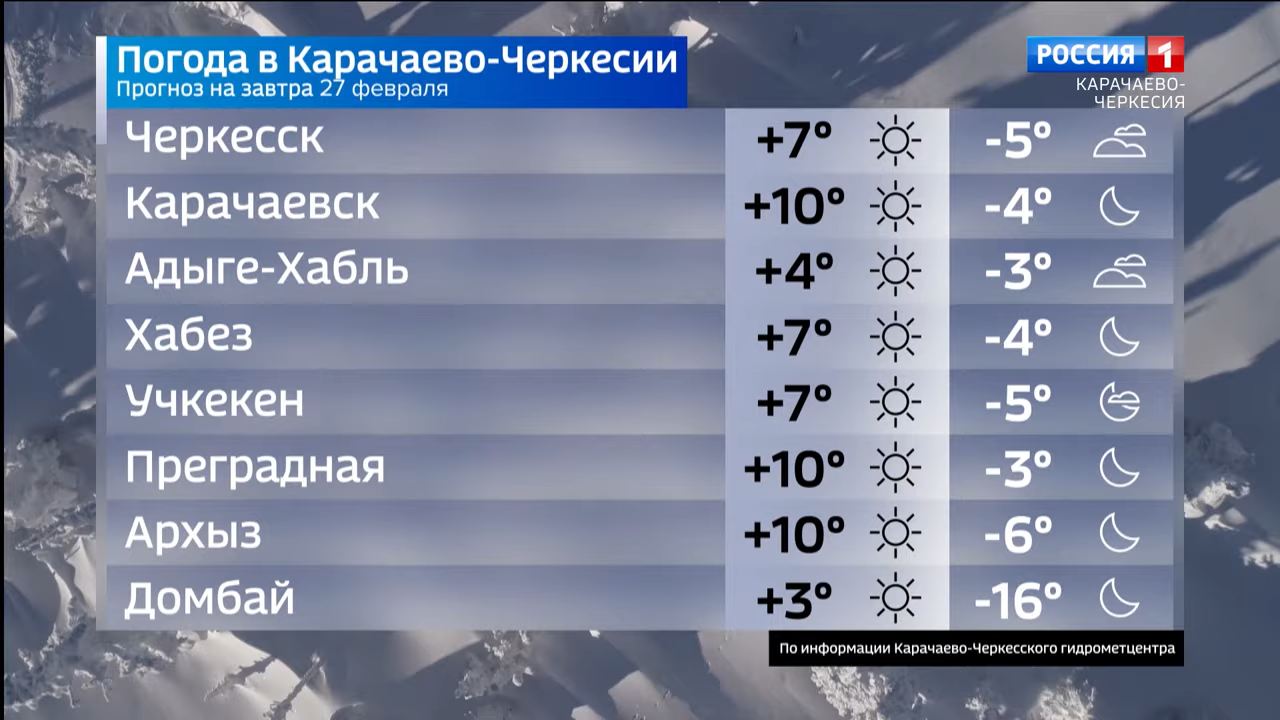 Погода в Карачаево-Черкесии
Прогноз на завтра 27 февраля
РОССИЯ 1
КАРАЧАЕВО-
ЧЕРКЕСИЯ
Черкесск +7° -5°
Карачаевск +10° -4°
Адыге-Хабль +4° -3°
Хабез +7° -4°
Учкекен +7° -5°
Преградная +10° -3°
Архыз +10° -6°
Домбай +3° -16°
По информации Карачаево-Черкесского гидрометцентра